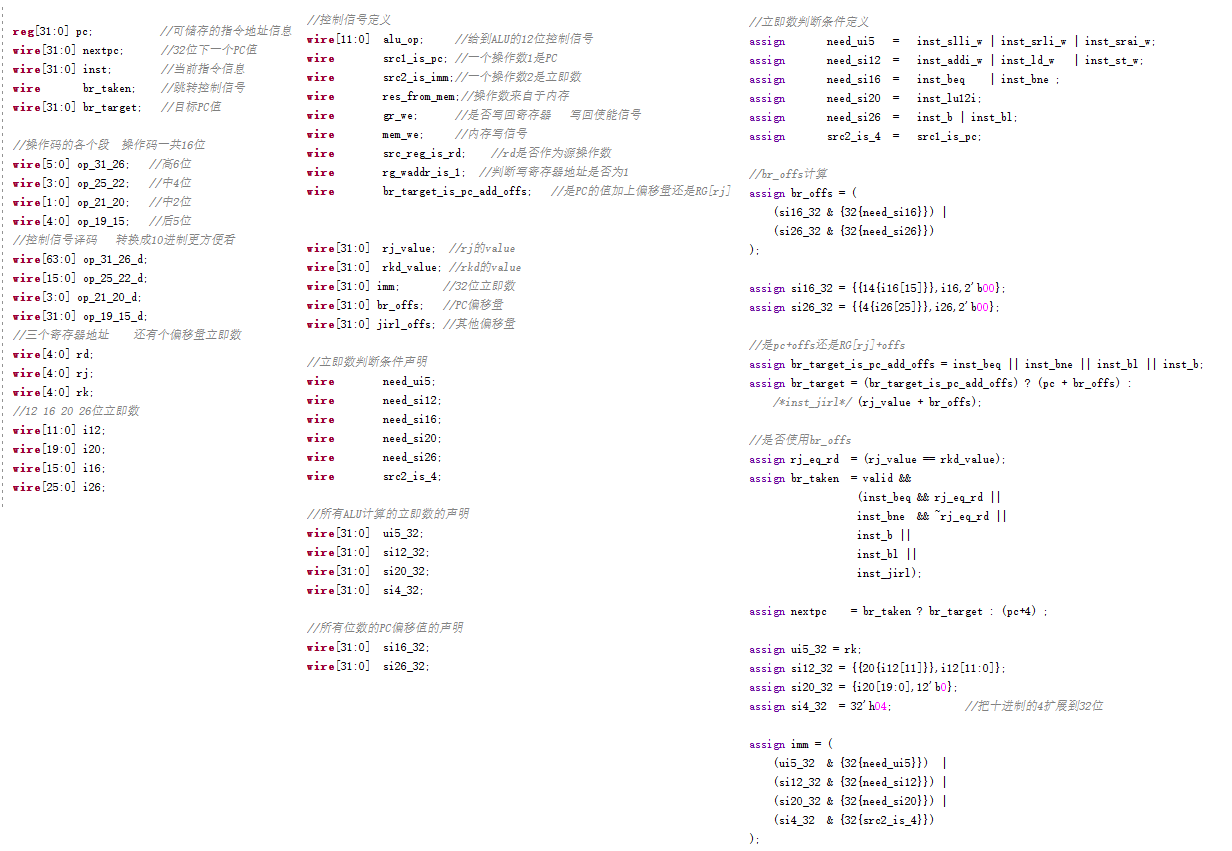 reg[31:0] pc;           //可储存的指令地址信息
wire[31:0] nextpc;      //32位下一个PC值
wire[31:0] inst;        //当前指令信息
wire       br_taken;    //跳转控制信号
wire[31:0] br_target;   //目标PC值
//操作码的各个段  操作码一共16位
wire[5:0] op_31_26;   //高6位
wire[3:0] op_25_22;   //中4位
wire[1:0] op_21_20;   //中2位
wire[4:0] op_19_15;   //后5位
//控制信号译码   转换成10进制更方便看
wire[63:0] op_31_26_d;
wire[15:0] op_25_22_d;
wire[3:0] op_21_20_d;
wire[31:0] op_19_15_d;
//三个寄存器地址    还有个偏移量立即数
wire[4:0] rd;
wire[4:0] rj;
wire[4:0] rk;
//12 16 20 26位立即数
wire[11:0] i12;
wire[19:0] i20;
wire[15:0] i16;
wire[25:0] i26;
//控制信号定义
wire[11:0]  alu_op;     //给到ALU的12位控制信号
wire        src1_is_pc; //一个操作数1是PC
wire        src2_is_imm;//一个操作数2是立即数
wire        res_from_mem;//操作数来自于内存
wire        gr_we;      //是否写回寄存器   写回使能信号
wire        mem_we;     //内存写信号
wire        src_reg_is_rd;    //rd是否作为源操作数
wire        rg_waddr_is_1;  //判断写寄存器地址是否为1
wire        br_target_is_pc_add_offs;   //是PC的值加上偏移量还是RG[rj]
wire[31:0]  rj_value;  //rj的value
wire[31:0]  rkd_value; //rkd的value
wire[31:0] imm;       //32位立即数
wire[31:0] br_offs;   //PC偏移量
wire[31:0] jirl_offs; //其他偏移量
//立即数判断条件声明
wire        need_ui5;
wire        need_si12;
wire        need_si16;
wire        need_si20;
wire        need_si26;
wire        src2_is_4;
//所有ALU计算的立即数的声明
wire[31:0]  ui5_32;
wire[31:0]  si12_32;
wire[31:0]  si20_32;
wire[31:0]  si4_32;
//所有位数的PC偏移值的声明
wire[31:0]  si16_32;
wire[31:0]  si26_32;
//立即数判断条件定义
assign       need_ui5   =   inst_slli_w | inst_srli_w | inst_srai_w;
assign       need_si12  =   inst_addi_w | inst_ld_w   | inst_st_w;
assign       need_si16  =   inst_beq    | inst_bne ;
assign       need_si20  =   inst_lu12i;
assign       need_si26  =   inst_b | inst_bl;
assign       src2_is_4  =   src1_is_pc;
//br_offs计算
assign br_offs = (
    (si16_32 & {32{need_si16}}) |
    (si26_32 & {32{need_si26}})
);
assign si16_32 = {{14{i16[15]}},i16,2'b00};
assign si26_32 = {{4{i26[25]}},i26,2'b00};
//是pc+offs还是RG[rj]+offs
assign br_target_is_pc_add_offs = inst_beq || inst_bne || inst_bl || inst_b;
assign br_target = (br_target_is_pc_add_offs) ? (pc + br_offs) :
    /*inst_jirl*/ (rj_value + br_offs);
//是否使用br_offs
assign rj_eq_rd  = (rj_value == rkd_value);
assign br_taken  = valid &&
                  (inst_beq && rj_eq_rd ||
                  inst_bne  && ~rj_eq_rd ||
                  inst_b ||
                  inst_bl ||
                  inst_jirl);
assign nextpc    = br_taken ? br_target : (pc+4) ;
assign ui5_32 = rk;
assign si12_32 = {{20{i12[11]}},i12[11:0]};
assign si20_32 = {i20[19:0],12'b0};
assign si4_32  = 32'h04;            //把十进制的4扩展到32位
assign imm = (
    (ui5_32  & {32{need_ui5}})  |
    (si12_32 & {32{need_si12}}) |
    (si20_32 & {32{need_si20}}) |
    (si4_32  & {32{src2_is_4}})
);